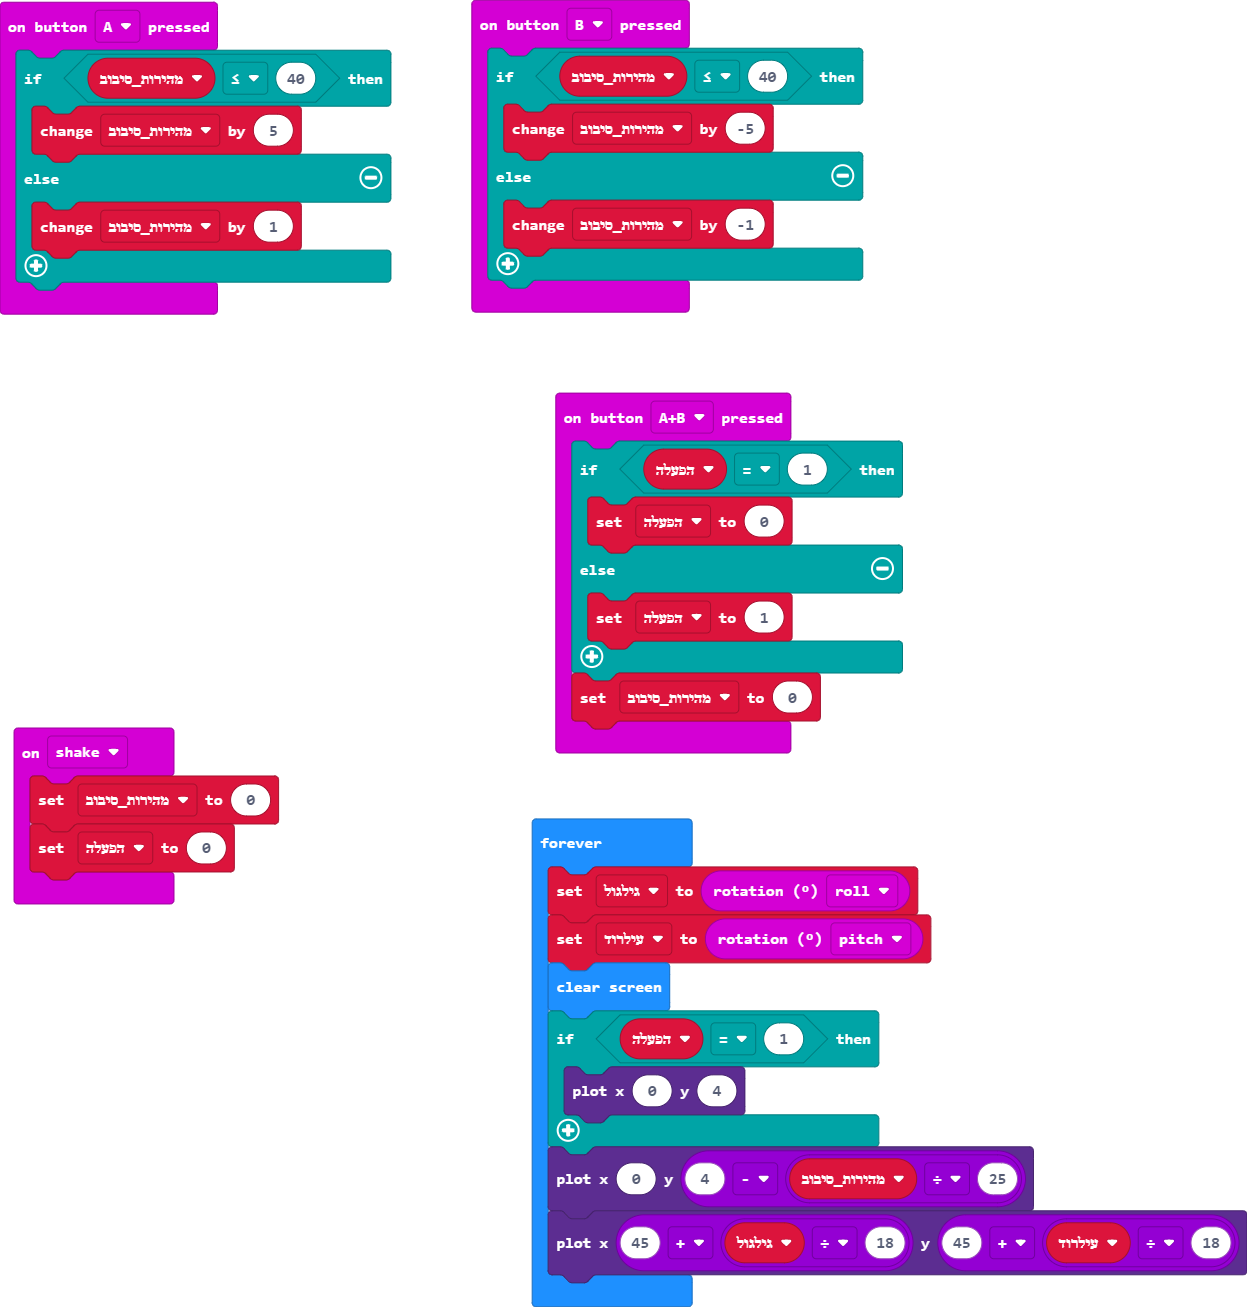 on button A pressed
if מהירות_סיבוב ≤ 40 then
change מהירות_סיבוב by 5
else
change מהירות_סיבוב by 1
on button B pressed
if מהירות_סיבוב ≤ 40 then
change מהירות_סיבוב by -5
else
change מהירות_סיבוב by -1
on button A+B pressed
if הפעלה = 1 then
set הפעלה to 0
else
set הפעלה to 1
set מהירות_סיבוב to 0
on shake
set מהירות_סיבוב to 0
set הפעלה to 0
forever
set גילגול to rotation (º) roll
set עילרוד to rotation (º) pitch
clear screen
if הפעלה = 1 then
plot x 0 y 4
plot x 0 y 4 - מהירות_סיבוב ÷ 25
plot x 45 + גילגול ÷ 18 y 45 + עילרוד ÷ 18